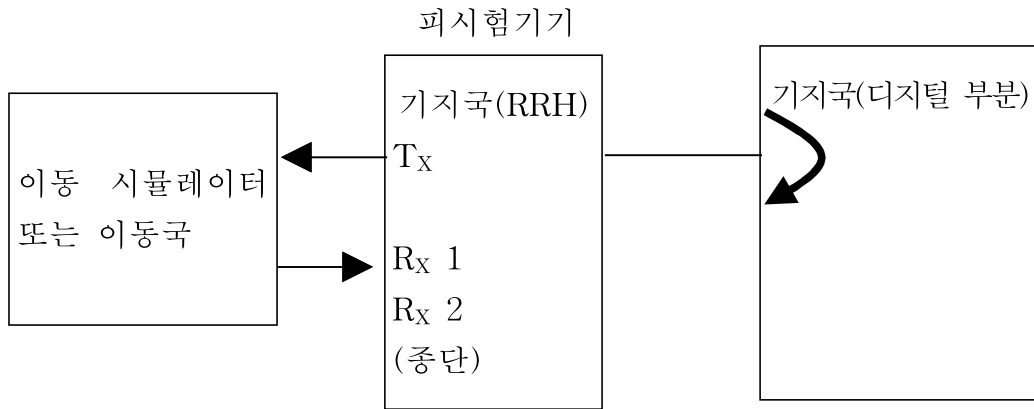 피시험기기
이동 시뮬레이터
또는 이동국
기지국(RRH)
TX
RX 1
RX 2
(종단)
기지국(디지털 부분)